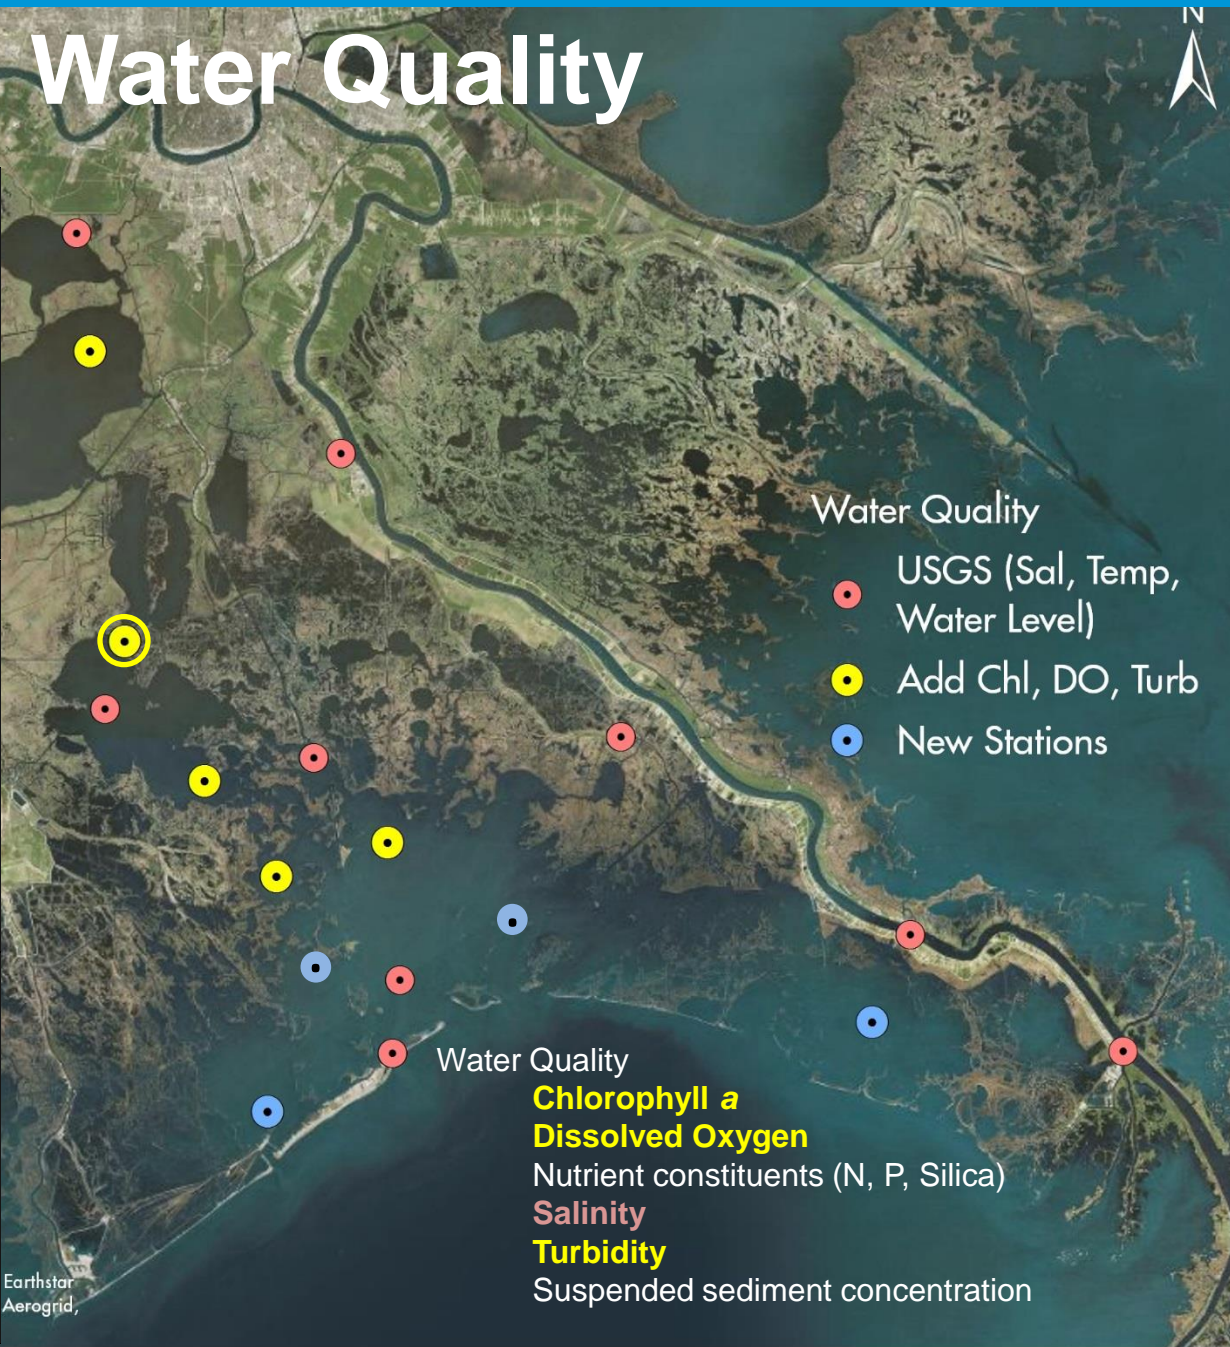 Water Quality
N
Water Quality
USGS (Sal, Temp,
Water Level)
Add Chl, DO, Turb
New Stations
Water Quality
Chlorophyll a
Dissolved Oxygen
Nutrient constituents (N, P, Silica)
Salinity
Turbidity
Suspended sediment concentration
Earthstar
Aerogrid,